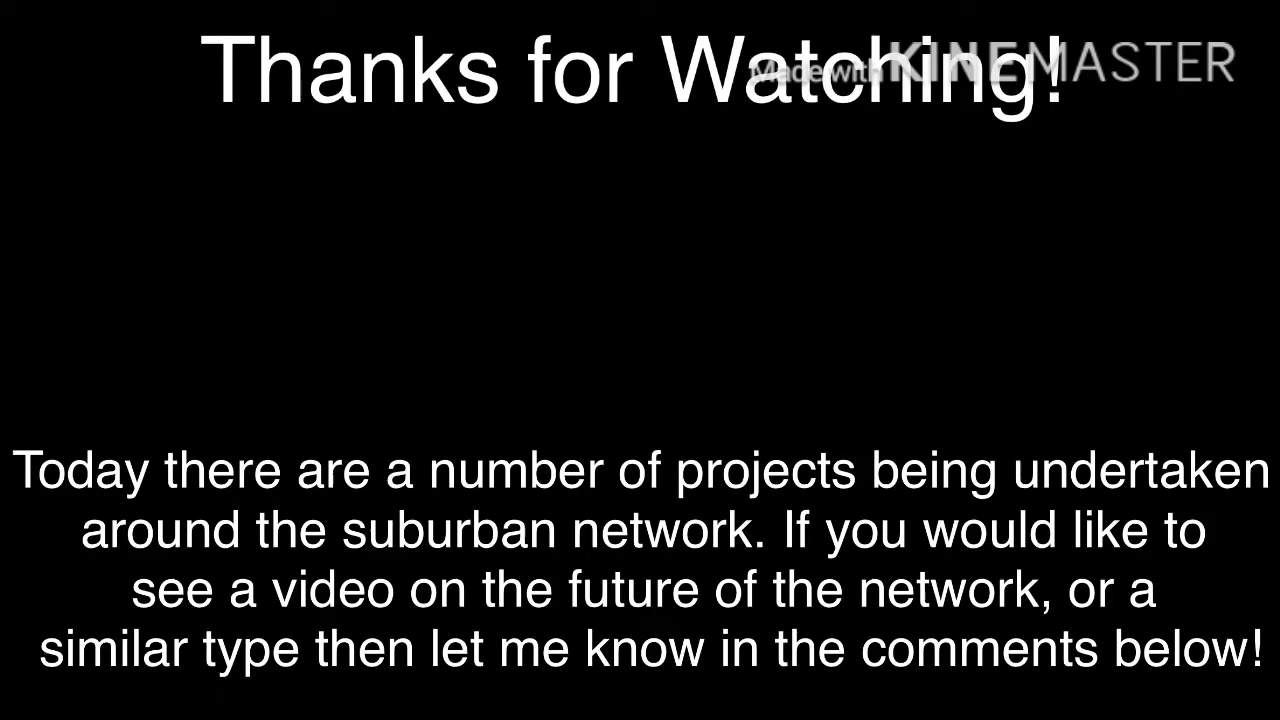 Thanks for Watching!
Made with KINEMASTER
Today there are a number of projects being undertaken
around the suburban network. If you would like to
see a video on the future of the network, or a
similar type then let me know in the comments below!